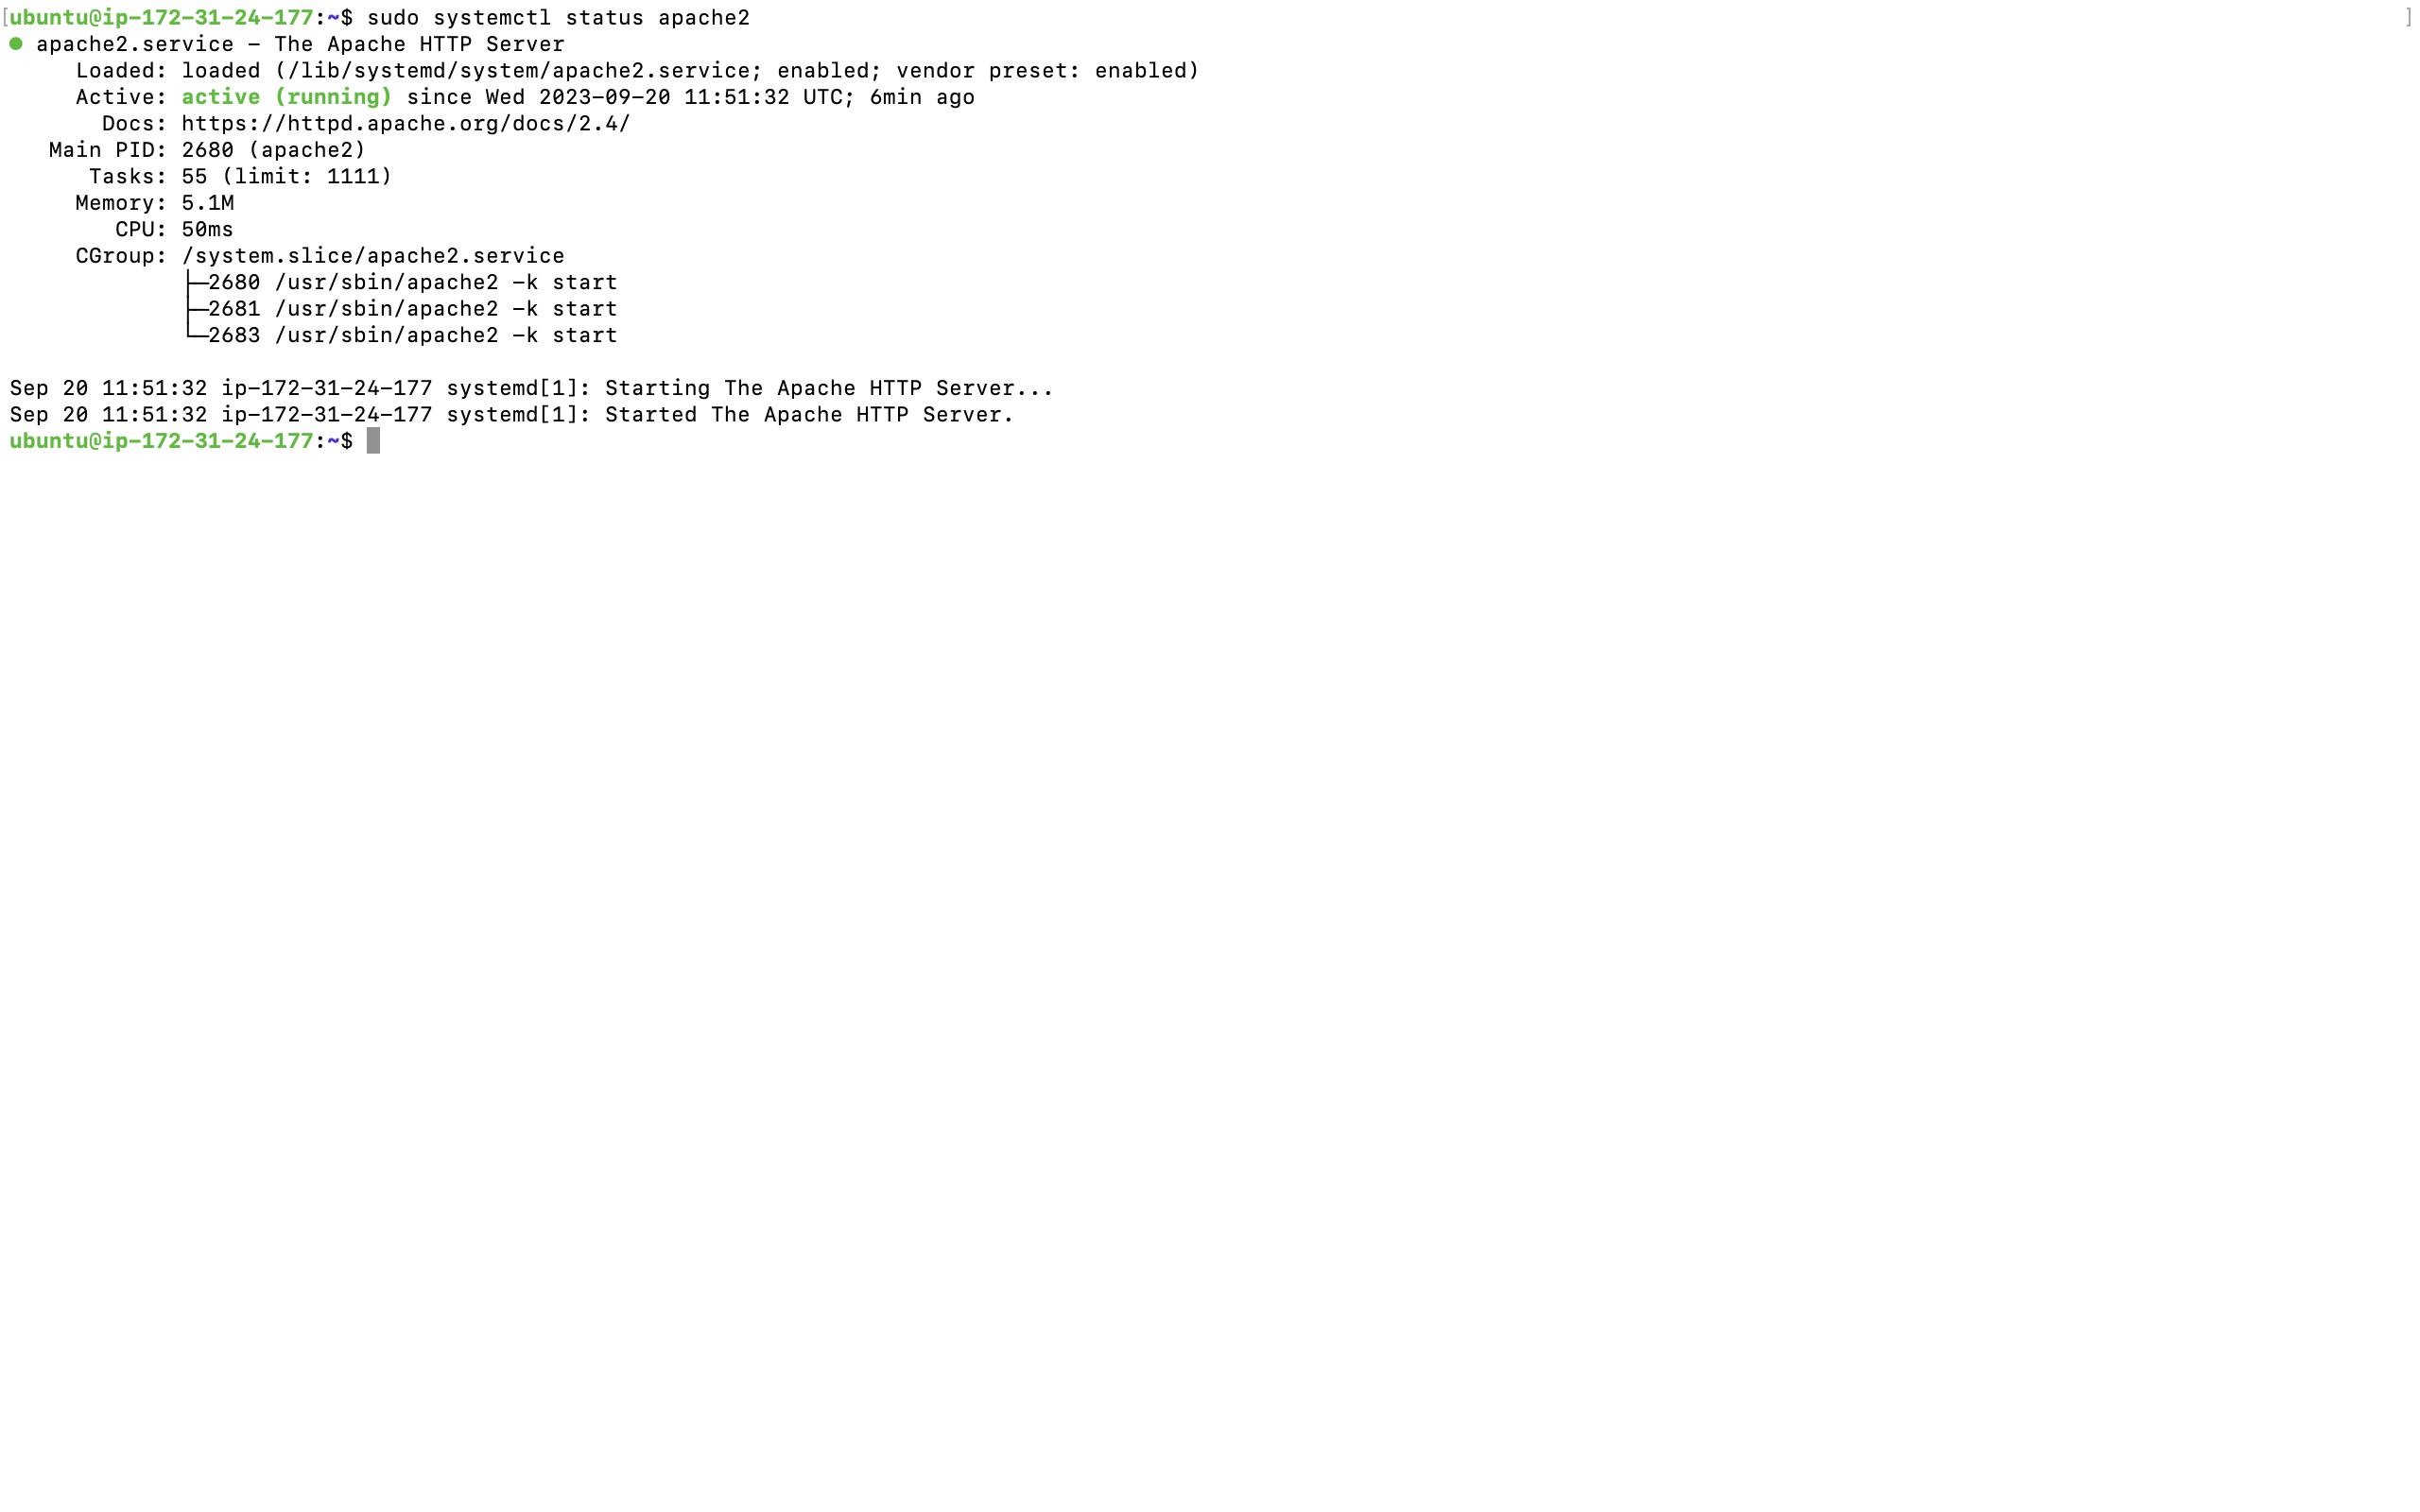 [ubuntu@ip-172-31-24-177:~$ sudo systemctl status apache2 ]
● apache2.service - The Apache HTTP Server
     Loaded: loaded (/lib/systemd/system/apache2.service; enabled; vendor preset: enabled)
     Active: active (running) since Wed 2023-09-20 11:51:32 UTC; 6min ago
       Docs: https://httpd.apache.org/docs/2.4/
   Main PID: 2680 (apache2)
      Tasks: 55 (limit: 1111)
     Memory: 5.1M
        CPU: 50ms
     CGroup: /system.slice/apache2.service
             ├─2680 /usr/sbin/apache2 -k start
             ├─2681 /usr/sbin/apache2 -k start
             └─2683 /usr/sbin/apache2 -k start

Sep 20 11:51:32 ip-172-31-24-177 systemd[1]: Starting The Apache HTTP Server...
Sep 20 11:51:32 ip-172-31-24-177 systemd[1]: Started The Apache HTTP Server.
ubuntu@ip-172-31-24-177:~$